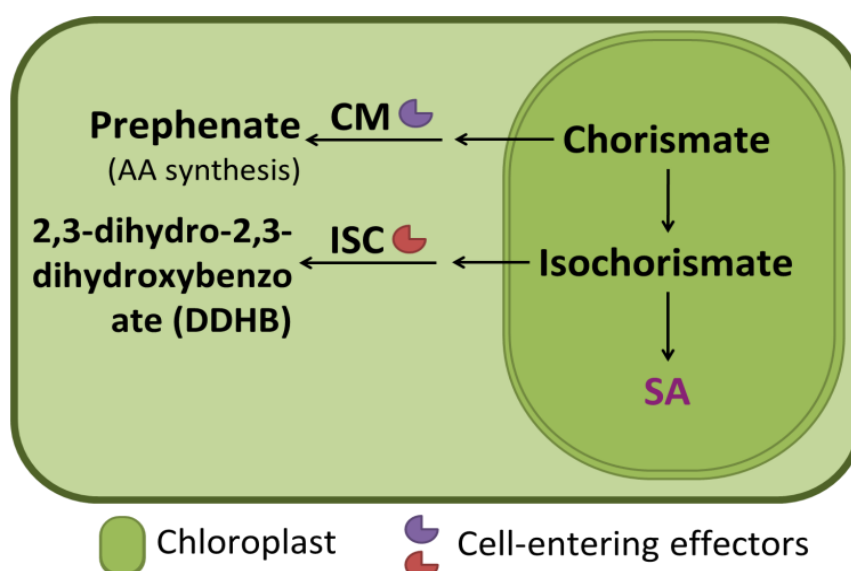 Prephenate
(AA synthesis)
CM
Chorismate
2,3-dihydro-2,3-
dihydroxybenzo
ate (DDHB)
ISC
Isochorismate
SA
Chloroplast
Cell-entering effectors